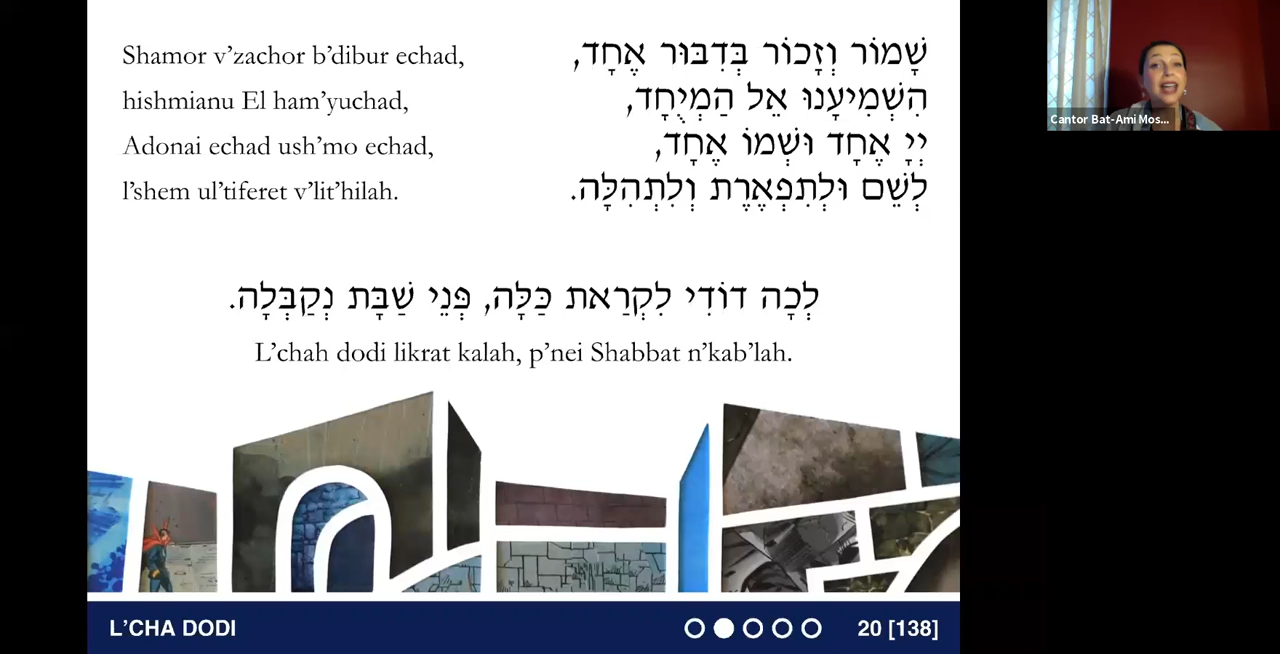 Shamor v’zachor b’dibur echad,
hishmianu El ham’yuchad,
Adonai echad ush’mo echad,
l’shem ul’tiferet v’lit’hilah.
שָׁמוֹר וְזָכוֹר בְּדִבּוּר אֶחָד,
הִשְׁמִיעָֽנוּ אֵל הַמְיֻחָד,
יְיָ אֶחָד וּשְׁמוֹ אֶחָד,
לְשֵׁם וּלְתִפְאֶֽרֶת וְלִתְהִלָּה.
לְכָה דוֹדִי לִקְרַאת כַּלָּה, פְּנֵי שַׁבָּת נְקַבְּלָה.
L’chah dodi likrat kalah, p’nei Shabbat n’kab’lah.
L’CHA DODI
20 [138]
Cantor Bat-Ami Mos...